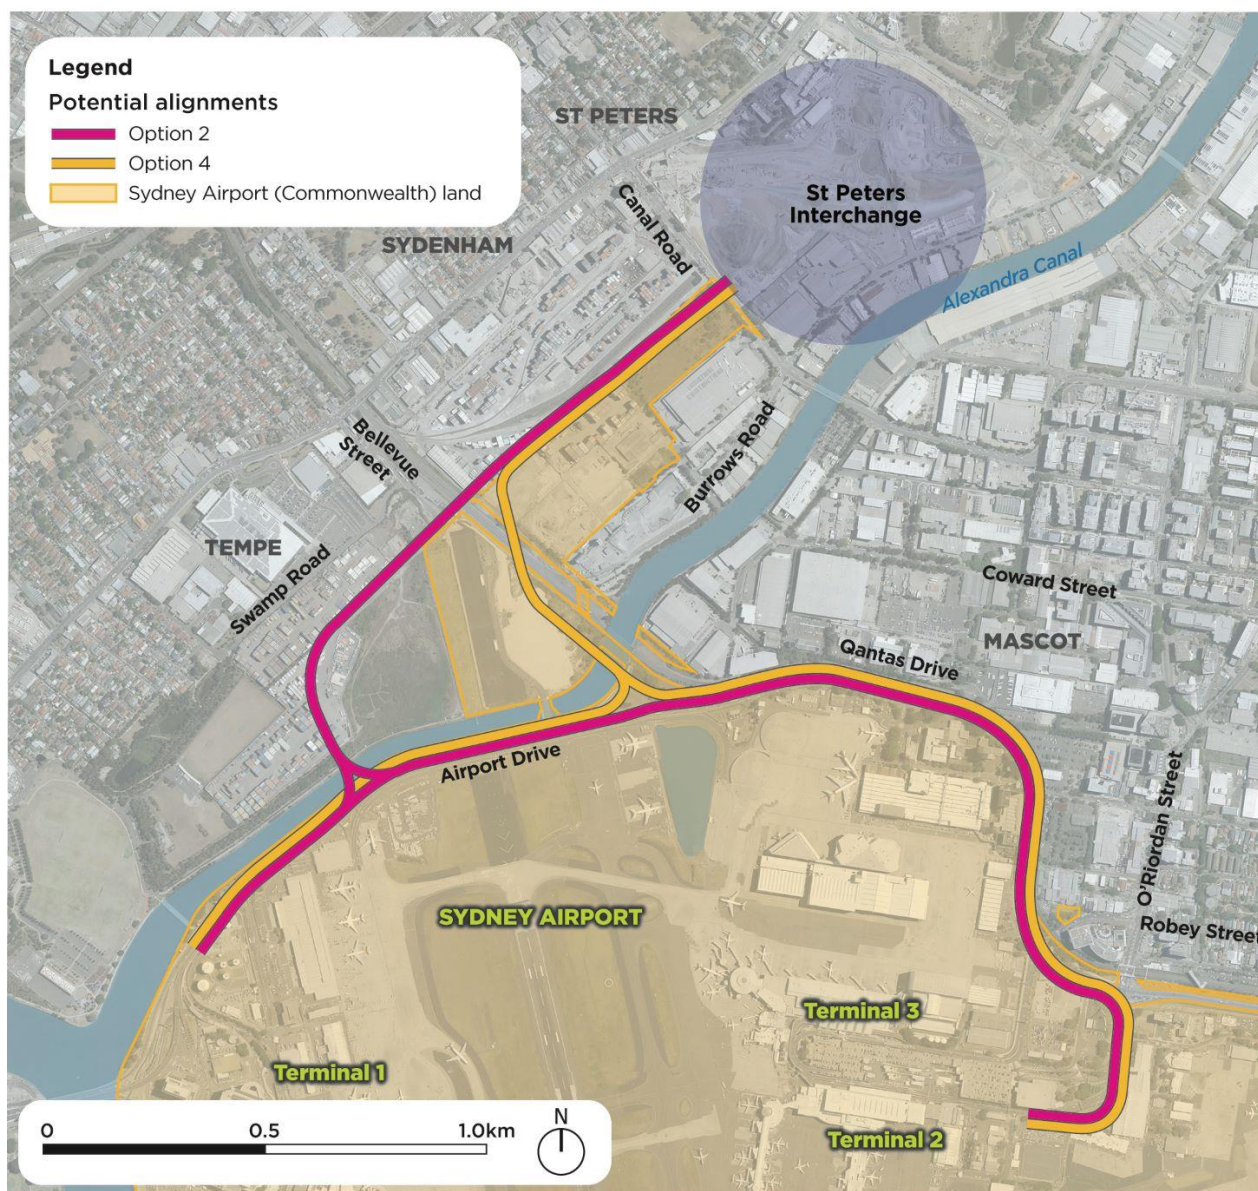 Legend
Potential alignments
Option 2
Option 4
Sydney Airport (Commonwealth) land
ST PETERS
St Peters
Interchange
Canal Road
SYDENHAM
Alexandra Canal
Bellevue
Street
Burrows Road
TEMPE
Swamp Road
Coward Street
MASCOT
Qantas Drive
Airport Drive
O'Riordan Street
SYDNEY AIRPORT
Robey Street
Terminal 3
Terminal 1
Terminal 2
0 0.5 1.0km
N